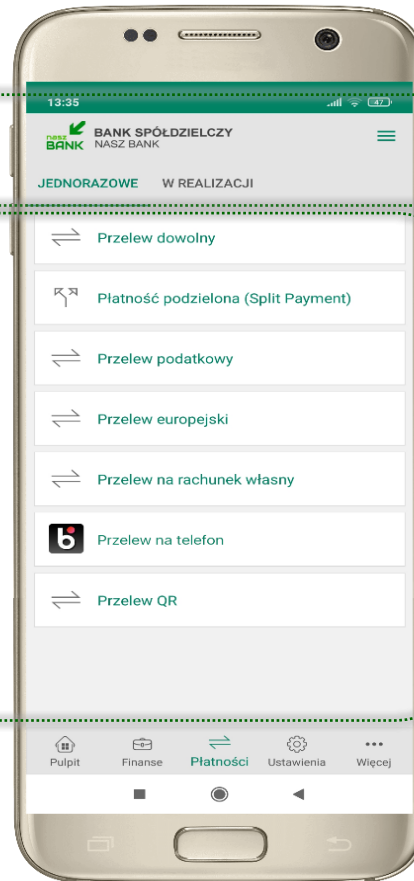 13:35
47
nasz BANK
BANK SPÓŁDZIELCZY
NASZ BANK
JEDNORAZOWE W REALIZACJI
Przelew dowolny
Płatność podzielona (Split Payment)
Przelew podatkowy
Przelew europejski
Przelew na rachunek własny
b Przelew na telefon
Przelew QR
Pulpit Finanse Płatności Ustawienia Więcej